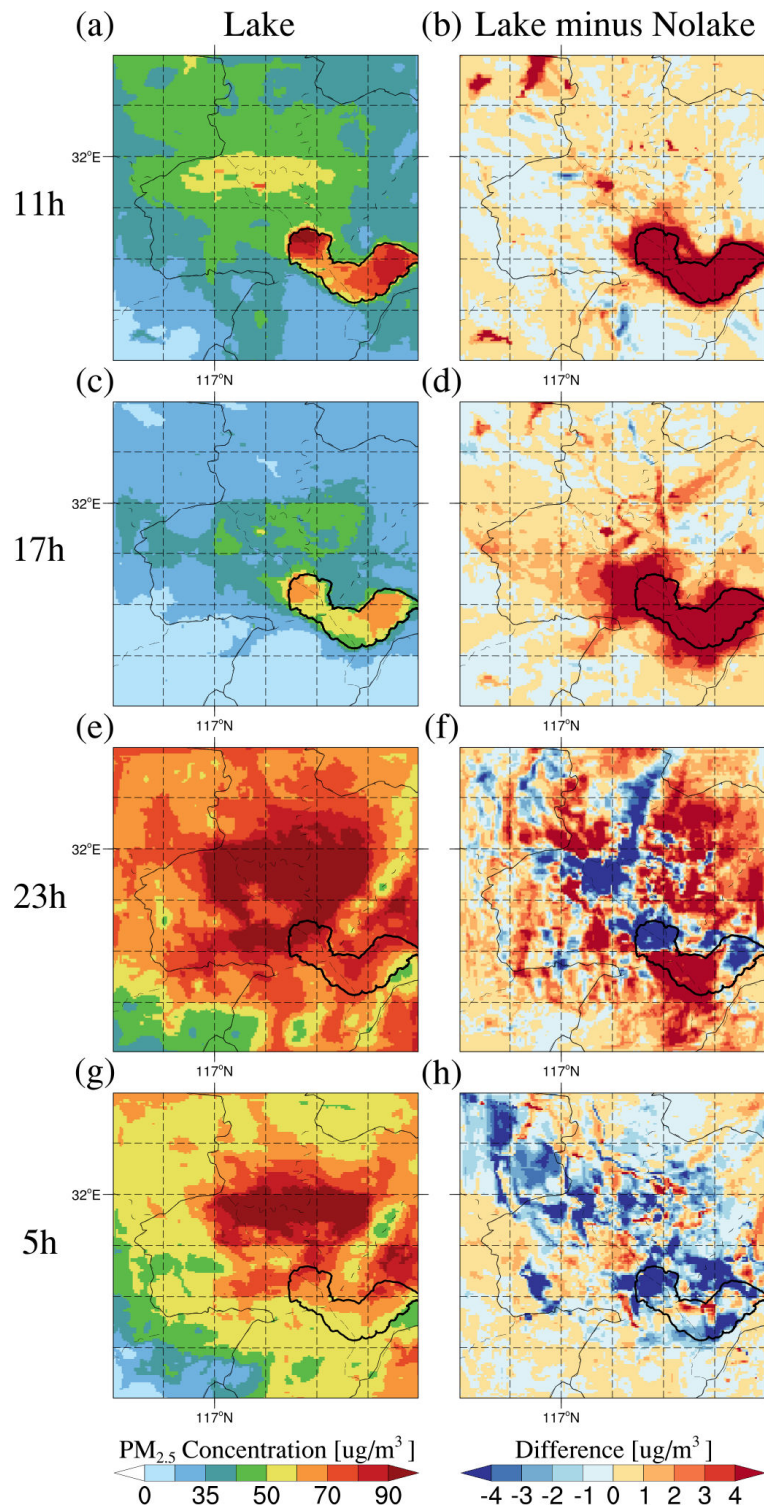 (a) Lake (b) Lake minus Nolake
11h
32°E
117°N 117°N
(c) (d)
17h
32°E
117°N 117°N
(e) (f)
23h
32°E
117°N 117°N
(g) (h)
5h
32°E
117°N 117°N
PM2.5 Concentration [ug/m³] Difference [ug/m³]
0 35 70 90 -4 -3 -2 -1 0 1 2 3 4